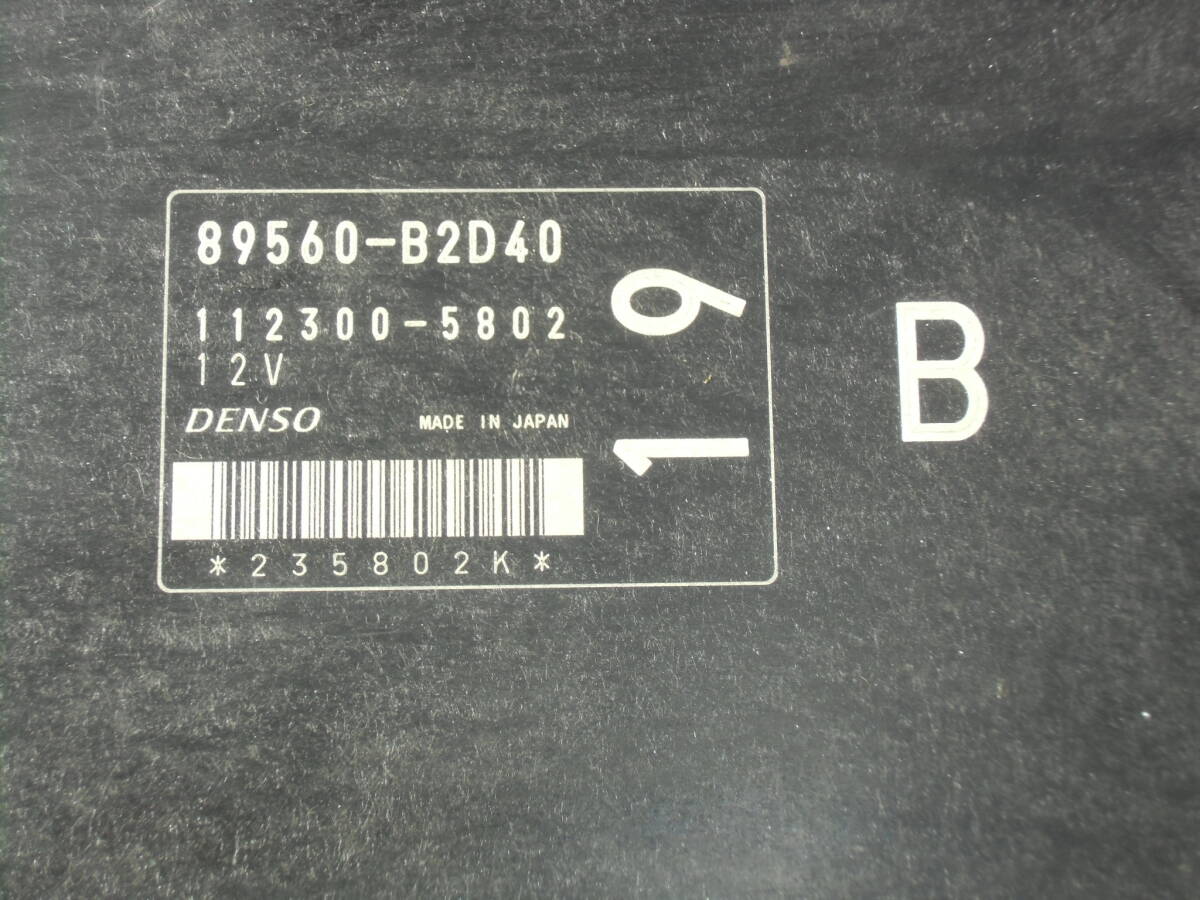 89560-B2D40
112300-5802
12V
DENSO
MADE IN JAPAN
*235802K*
19
B